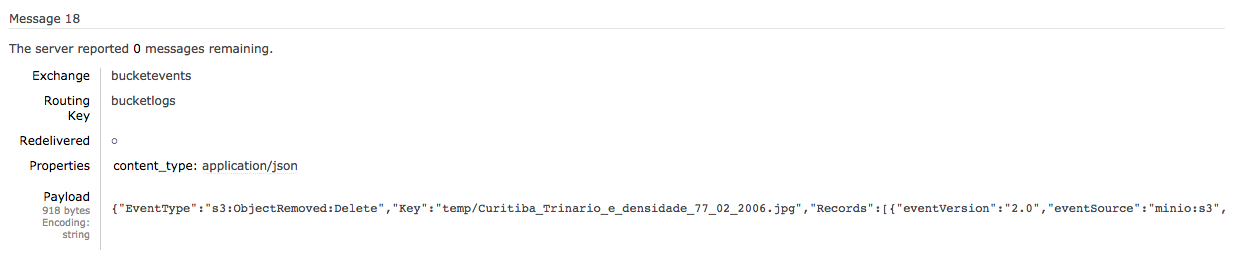 Message 18
The server reported 0 messages remaining.
Exchange bucketevents
Routing Key bucketlogs
Redelivered ○
Properties content_type: application/json
Payload
918 bytes
Encoding: string
{"EventType":"s3:ObjectRemoved:Delete","Key":"temp/Curitiba_Trinario_e_densidade_77_02_2006.jpg","Records":[{"eventVersion":"2.0","eventSource":"minio:s3",